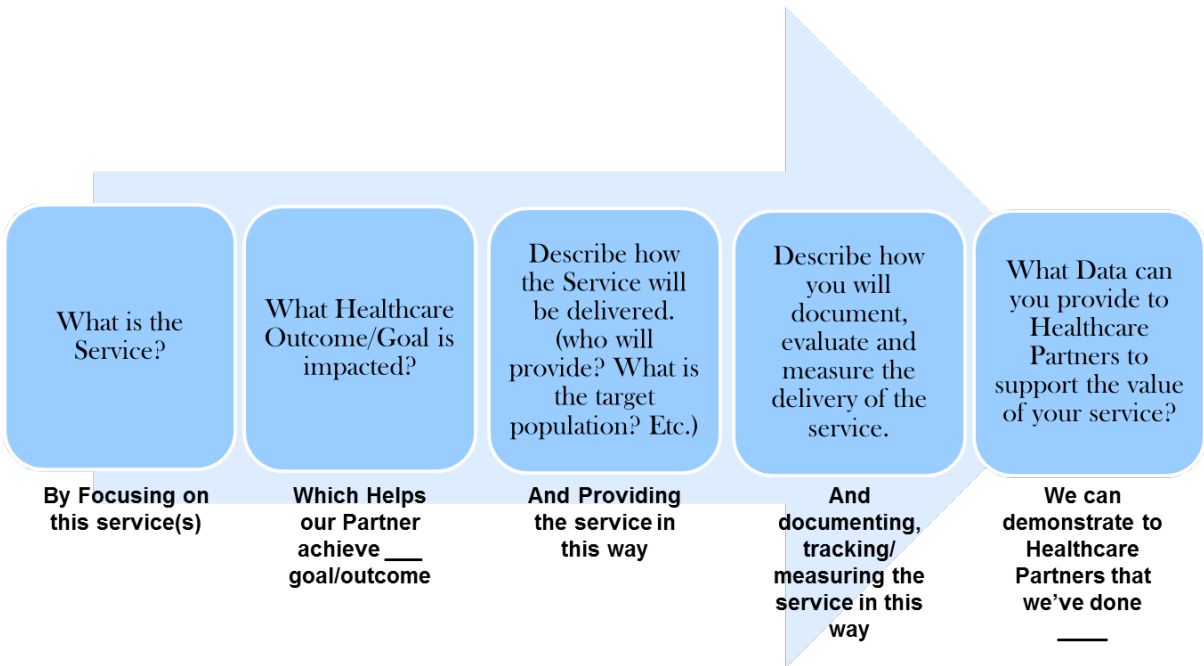 What is the
Service?
What Healthcare
Outcome/Goal is
impacted?
Describe how
the Service will
be delivered.
(who will
provide? What is
the target
population? Etc.)
Describe how
you will
document,
evaluate and
measure the
delivery of the
service.
What Data can
you provide to
Healthcare
Partners to
support the value
of your service?
By Focusing on
this service(s)
Which Helps
our Partner
achieve ___
goal/outcome
And Providing
the service in
this way
And
documenting,
tracking/
measuring the
service in this
way
We can
demonstrate to
Healthcare
Partners that
we’ve done
____